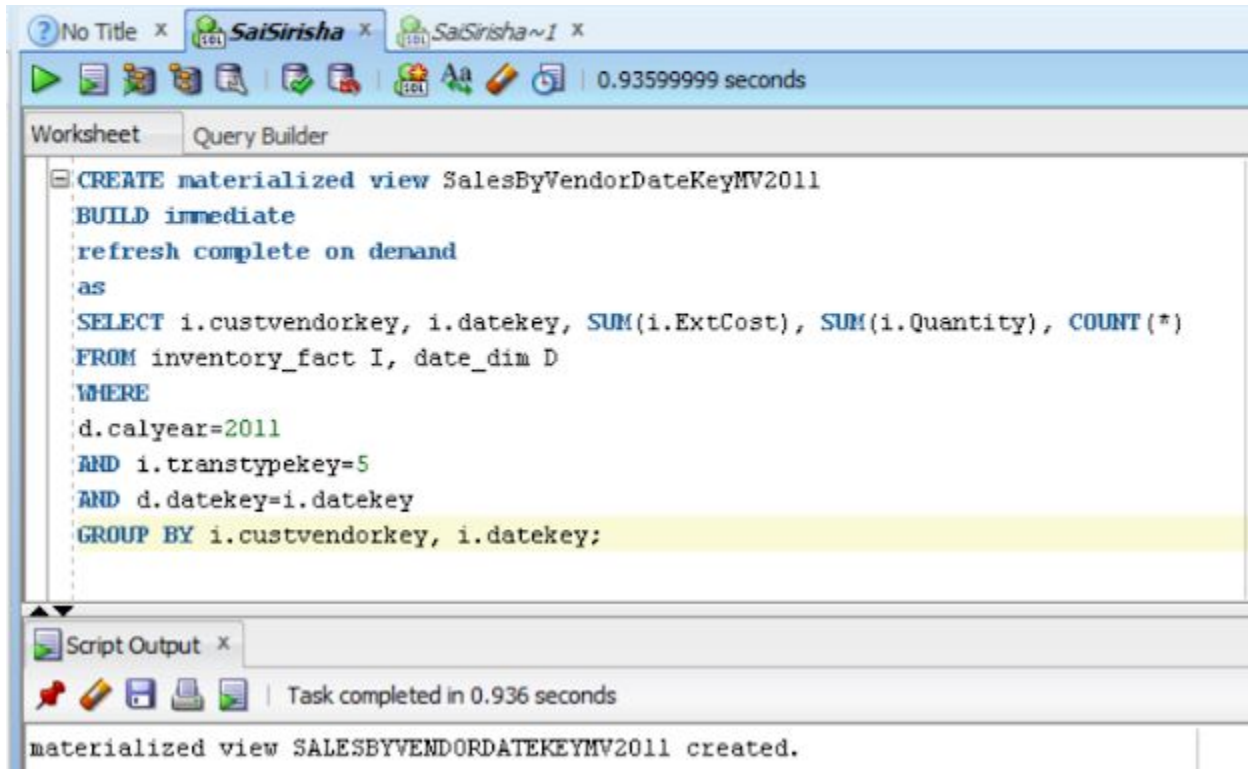 No Title x SaiSirisha x SaiSirisha~1 x
0.93599999 seconds
Worksheet Query Builder
CREATE materialized view SalesByVendorDateKeyMV2011
BUILD immediate
refresh complete on demand
as
SELECT i.custvendorkey, i.datekey, SUM(i.ExtCost), SUM(i.Quantity), COUNT(*)
FROM inventory_fact I, date_dim D
WHERE
d.calyear=2011
AND i.transtypekey=5
AND d.datekey=i.datekey
GROUP BY i.custvendorkey, i.datekey;
Script Output x
Task completed in 0.936 seconds
materialized view SALESBYVENDORDATEKEYMV2011 created.